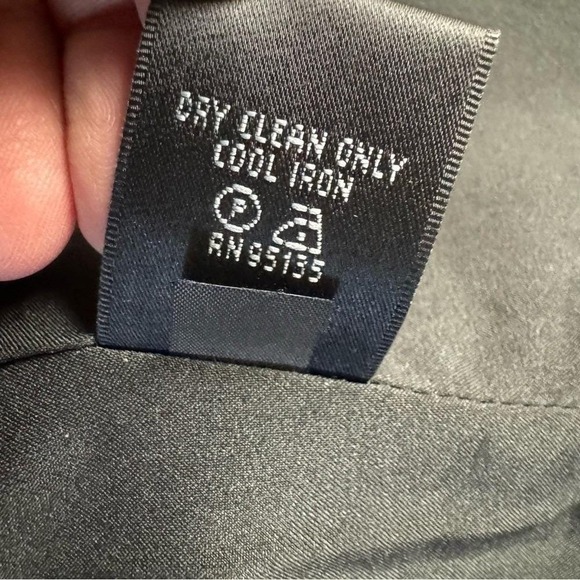 DRY CLEAN ONLY
COOL IRON
P
RN 95135